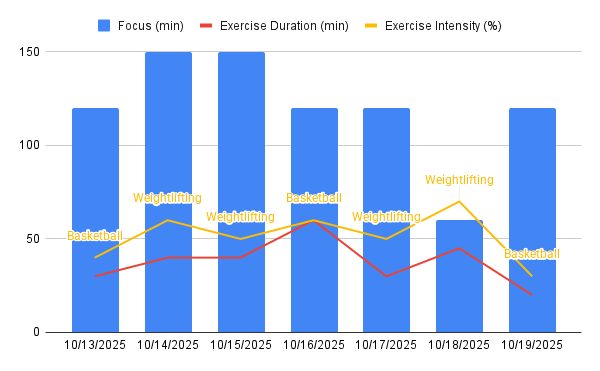 Focus (min) Exercise Duration (min) Exercise Intensity (%)
150
100
50
0
Basketball
Weightlifting
Weightlifting
Basketball
Weightlifting
Weightlifting
Basketball
10/13/2025 10/14/2025 10/15/2025 10/16/2025 10/17/2025 10/18/2025 10/19/2025